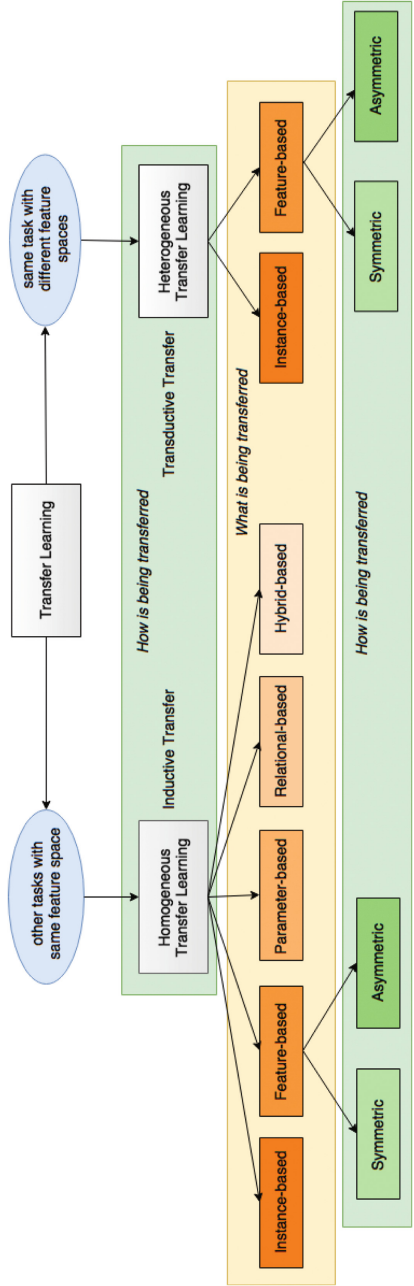 Transfer Learning
other tasks with
same feature space
same task with
different feature
spaces
How is being transferred
Homogeneous
Transfer Learning
Inductive Transfer
Transductive Transfer
Heterogeneous
Transfer Learning
What is being transferred
Instance-based
Feature-based
Parameter-based
Relational-based
Hybrid-based
Instance-based
Feature-based
How is being transferred
Symmetric
Asymmetric
Symmetric
Asymmetric